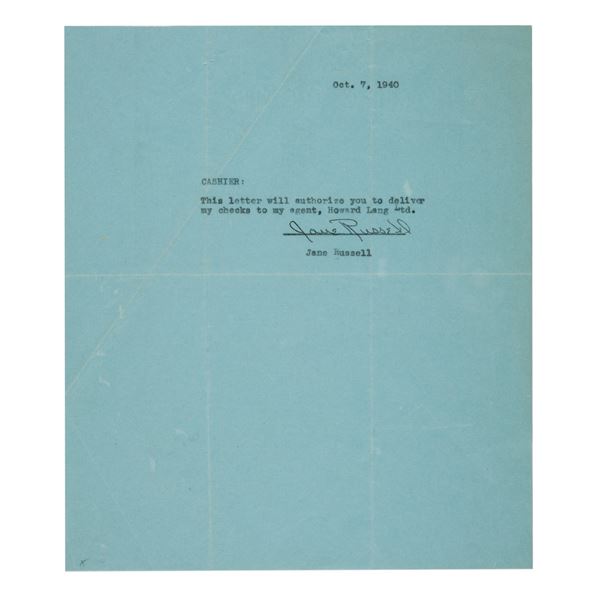 Oct. 7, 1940
CASHIER:
This letter will authorize you to deliver
my checks to my agent, Howard Lang Ltd.
Jane Russell
Jane Russell
x